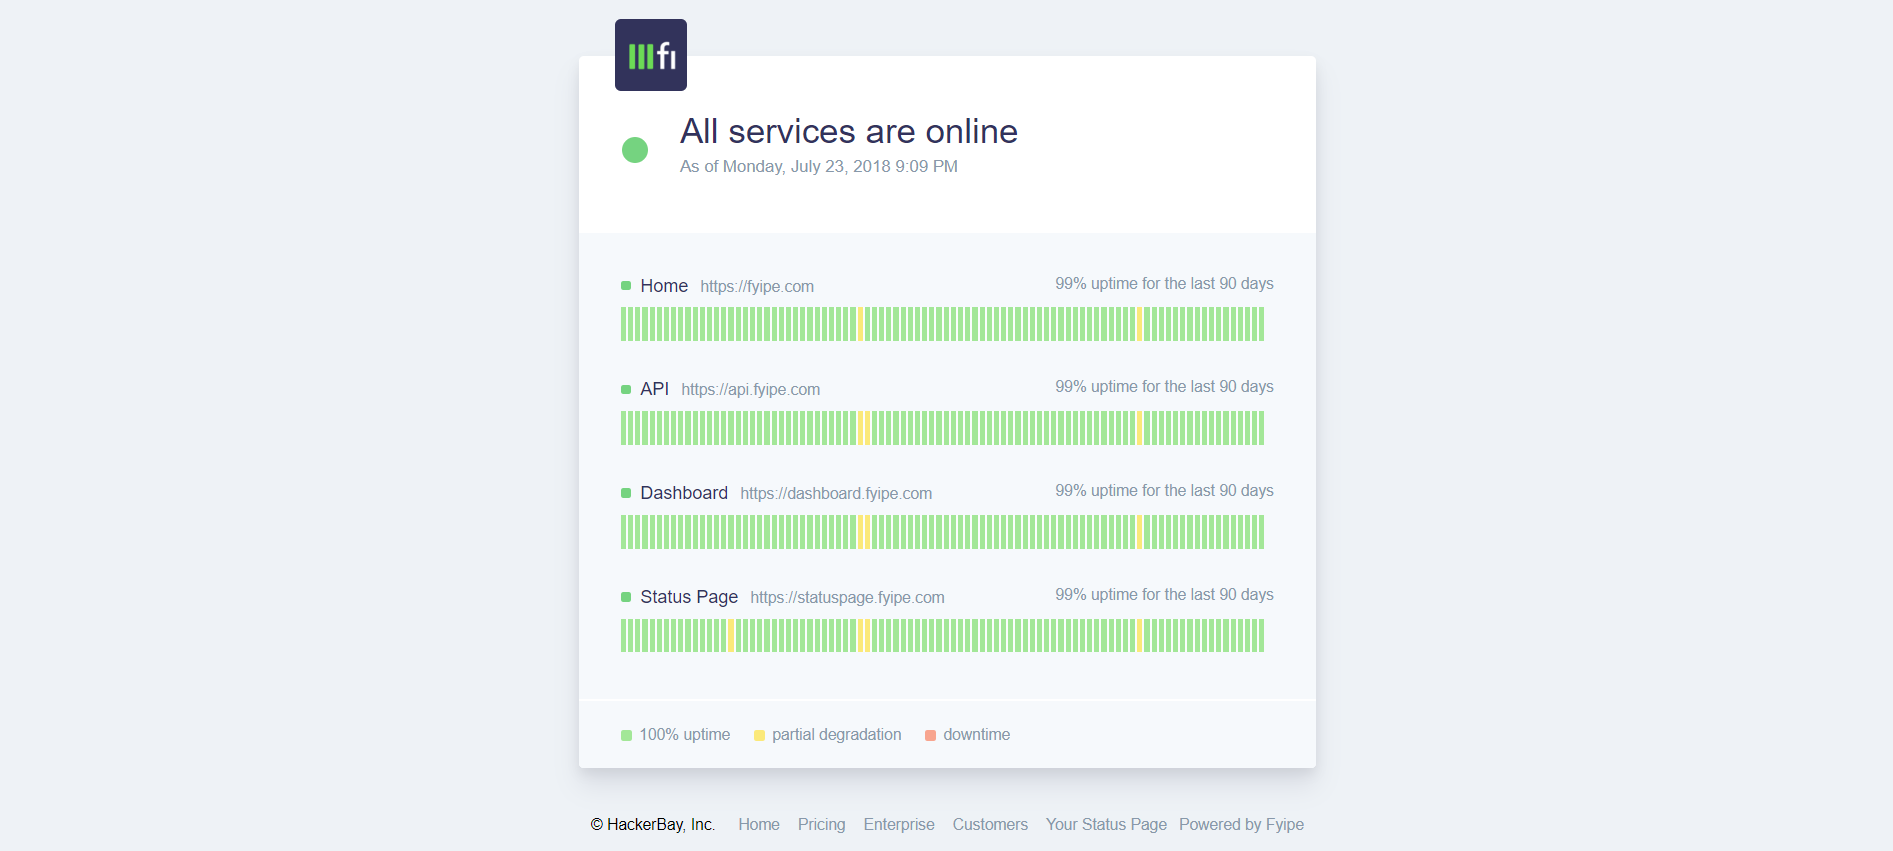 fi
All services are online
As of Monday, July 23, 2018 9:09 PM
Home https://fyipe.com 99% uptime for the last 90 days
API https://api.fyipe.com 99% uptime for the last 90 days
Dashboard https://dashboard.fyipe.com 99% uptime for the last 90 days
Status Page https://statuspage.fyipe.com 99% uptime for the last 90 days
100% uptime partial degradation downtime
© HackerBay, Inc. Home Pricing Enterprise Customers Your Status Page Powered by Fyipe